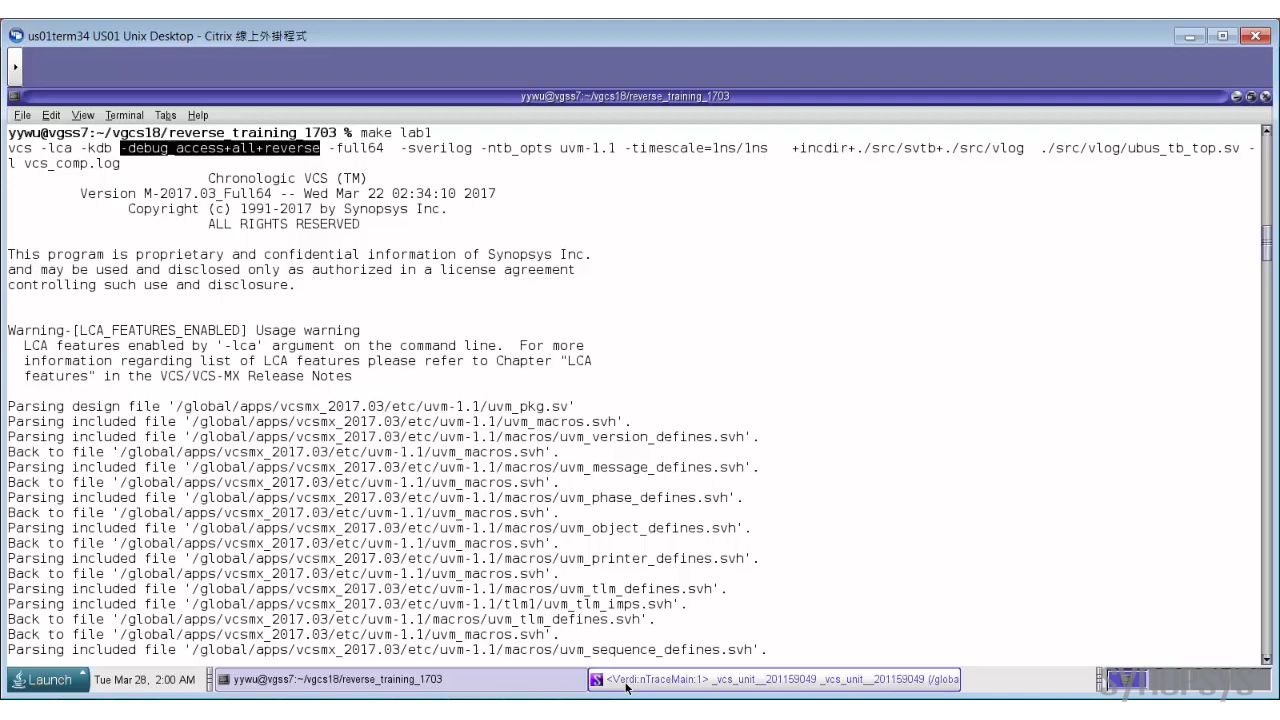 us01term34 US01 Unix Desktop - Citrix 線上外掛程式
yywu@vgss7:~/vgcs18/reverse_training_1703
File Edit View Terminal Tabs Help
yywu@vgss7:~/vgcs18/reverse_training_1703 % make lab1
vcs -lca -kdb -debug_access+all+reverse -full64  -sverilog -ntb_opts uvm-1.1 -timescale=1ns/1ns   +incdir+./src/svtb+./src/vlog  ./src/vlog/ubus_tb_top.sv -
l vcs_comp.log
Chronologic VCS (TM)
Version M-2017.03_Full64 -- Wed Mar 22 02:34:10 2017
Copyright (c) 1991-2017 by Synopsys Inc.
ALL RIGHTS RESERVED
This program is proprietary and confidential information of Synopsys Inc.
and may be used and disclosed only as authorized in a license agreement
controlling such use and disclosure.
Warning-[LCA_FEATURES_ENABLED] Usage warning
LCA features enabled by '-lca' argument on the command line.  For more
information regarding list of LCA features please refer to Chapter "LCA
features" in the VCS/VCS-MX Release Notes
Parsing design file '/global/apps/vcsmx_2017.03/etc/uvm-1.1/uvm_pkg.sv'
Parsing included file '/global/apps/vcsmx_2017.03/etc/uvm-1.1/uvm_macros.svh'.
Parsing included file '/global/apps/vcsmx_2017.03/etc/uvm-1.1/macros/uvm_version_defines.svh'.
Back to file '/global/apps/vcsmx_2017.03/etc/uvm-1.1/uvm_macros.svh'.
Parsing included file '/global/apps/vcsmx_2017.03/etc/uvm-1.1/macros/uvm_message_defines.svh'.
Back to file '/global/apps/vcsmx_2017.03/etc/uvm-1.1/uvm_macros.svh'.
Parsing included file '/global/apps/vcsmx_2017.03/etc/uvm-1.1/macros/uvm_phase_defines.svh'.
Back to file '/global/apps/vcsmx_2017.03/etc/uvm-1.1/uvm_macros.svh'.
Parsing included file '/global/apps/vcsmx_2017.03/etc/uvm-1.1/macros/uvm_object_defines.svh'.
Back to file '/global/apps/vcsmx_2017.03/etc/uvm-1.1/uvm_macros.svh'.
Parsing included file '/global/apps/vcsmx_2017.03/etc/uvm-1.1/macros/uvm_printer_defines.svh'.
Back to file '/global/apps/vcsmx_2017.03/etc/uvm-1.1/uvm_macros.svh'.
Parsing included file '/global/apps/vcsmx_2017.03/etc/uvm-1.1/macros/uvm_tlm_defines.svh'.
Parsing included file '/global/apps/vcsmx_2017.03/etc/uvm-1.1/tlm1/uvm_tlm_imps.svh'.
Back to file '/global/apps/vcsmx_2017.03/etc/uvm-1.1/macros/uvm_tlm_defines.svh'.
Back to file '/global/apps/vcsmx_2017.03/etc/uvm-1.1/uvm_macros.svh'.
Parsing included file '/global/apps/vcsmx_2017.03/etc/uvm-1.1/macros/uvm_sequence_defines.svh'.
Launch Tue Mar 28, 2:00 AM yywu@vgss7:~/vgcs18/reverse_training_1703 <Verdi:nTraceMain:1> _vcs_unit__201159049 _vcs_unit__201159049 (/globa
SYNOPSYS